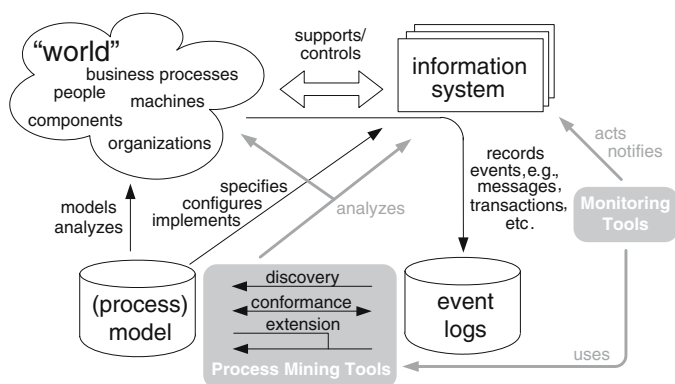 “world”
business processes
people
machines
components
organizations
supports/
controls
information
system
acts
notifies
records
events,e.g.,
messages,
transactions,
etc.
Monitoring
Tools
specifies
configures
implements
analyzes
models
analyzes
(process)
model
discovery
conformance
extension
Process Mining Tools
event
logs
uses